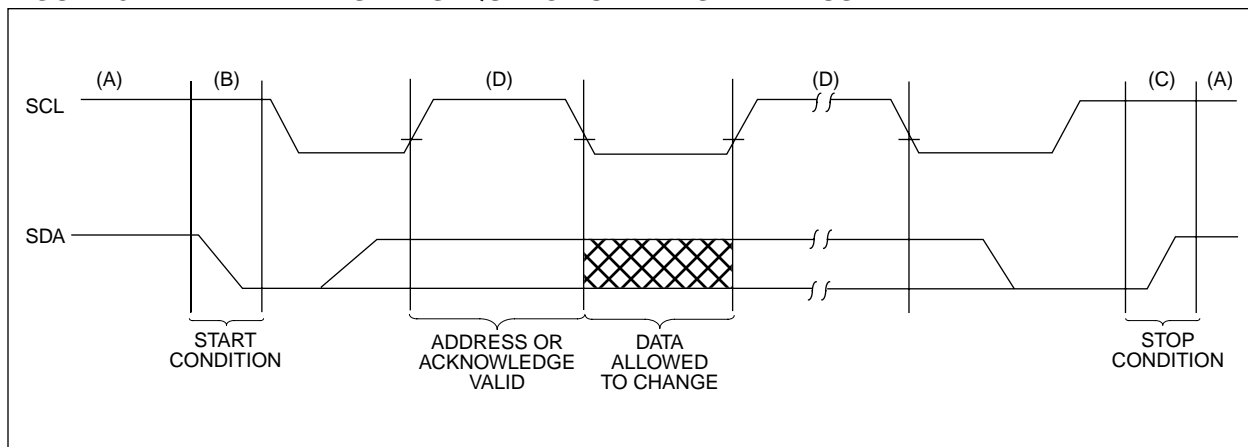 (A) (B) (D) (D) (C) (A)
SCL
SDA
START
CONDITION
ADDRESS OR
ACKNOWLEDGE
VALID
DATA
ALLOWED
TO CHANGE
STOP
CONDITION